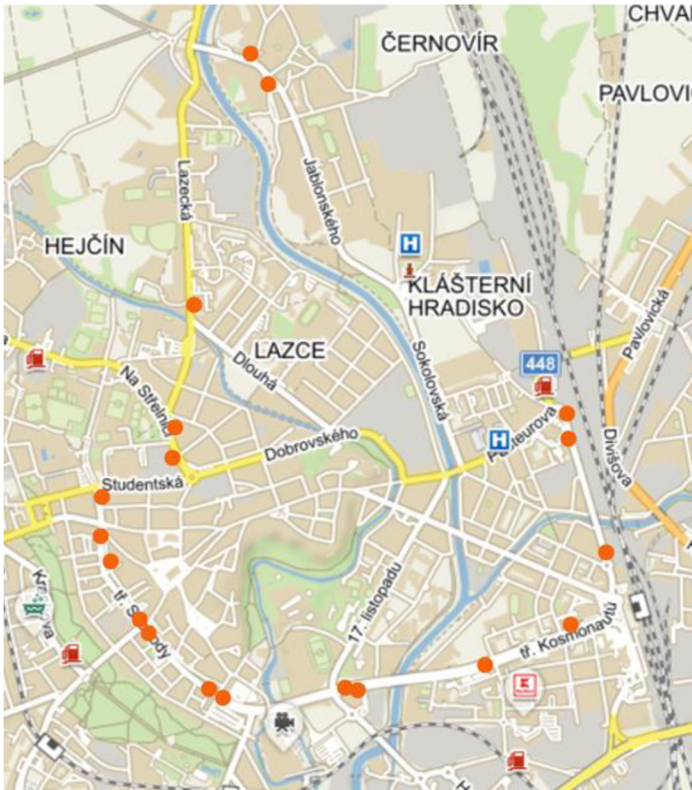 CHVA
ČERNOVÍR
PAVLOVIC
Lazecká
Jablonského
HEJČÍN
H
KLÁŠTERNÍ
HRADISKO
Pavlovická
LAZCE
Dlouhá
Sokolovská
448
Na Střelnici
Dobrovského
H
Pasteurova
Divišova
Studentská
17. listopadu
tř. Svobody
tř. Kosmonautů